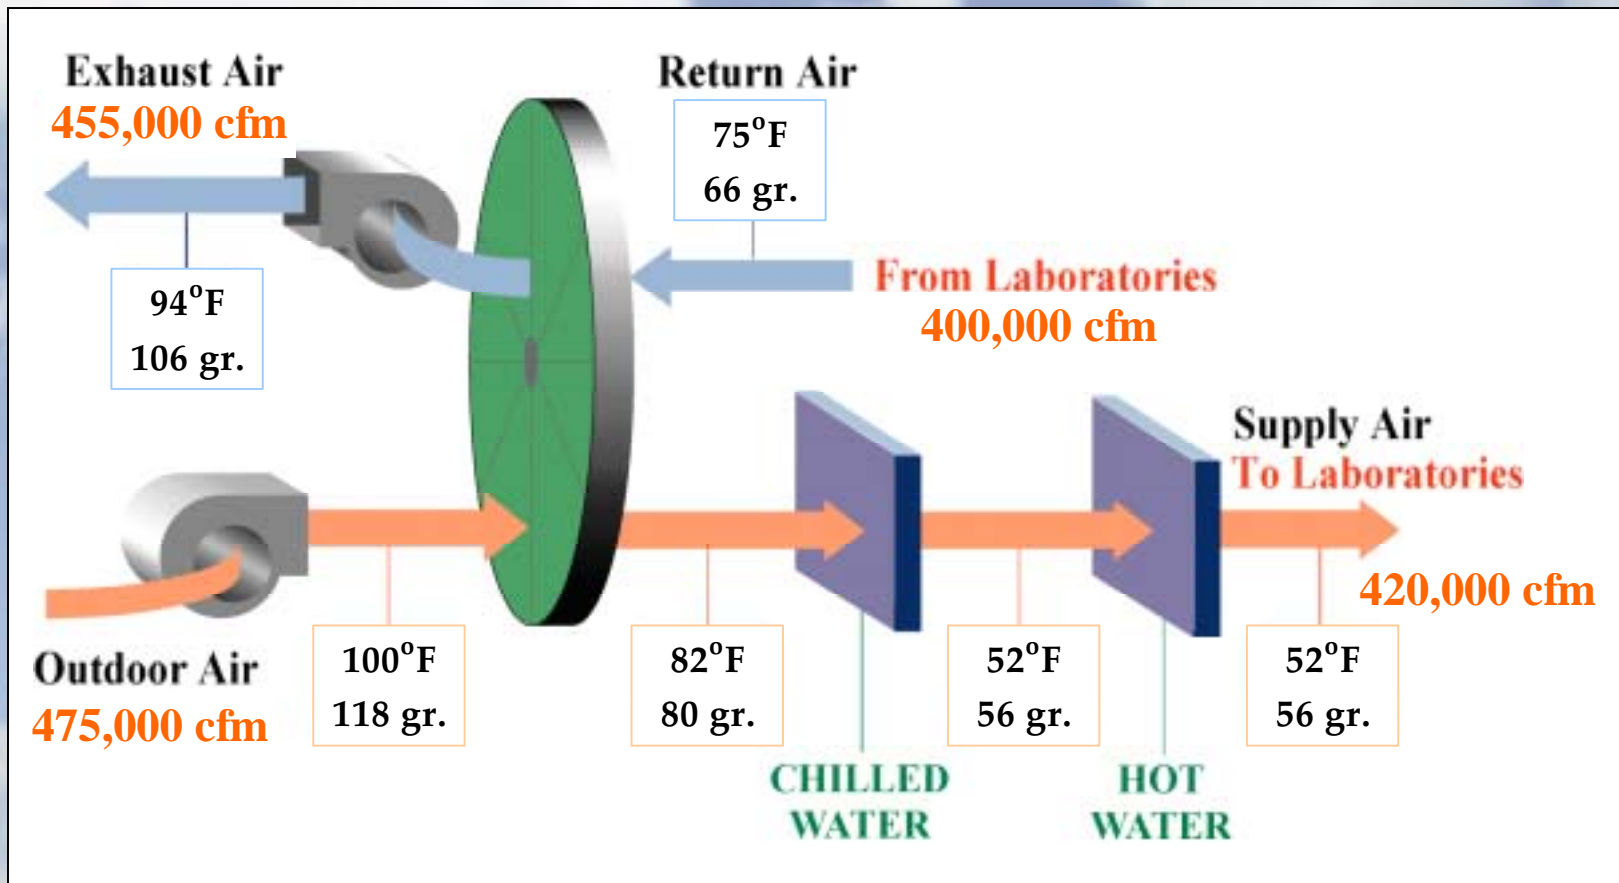 Exhaust Air
455,000 cfm
Return Air
75°F
66 gr.
94°F
106 gr.
From Laboratories
400,000 cfm
Supply Air
To Laboratories
420,000 cfm
Outdoor Air
475,000 cfm
100°F
118 gr.
82°F
80 gr.
52°F
56 gr.
52°F
56 gr.
CHILLED
WATER
HOT
WATER